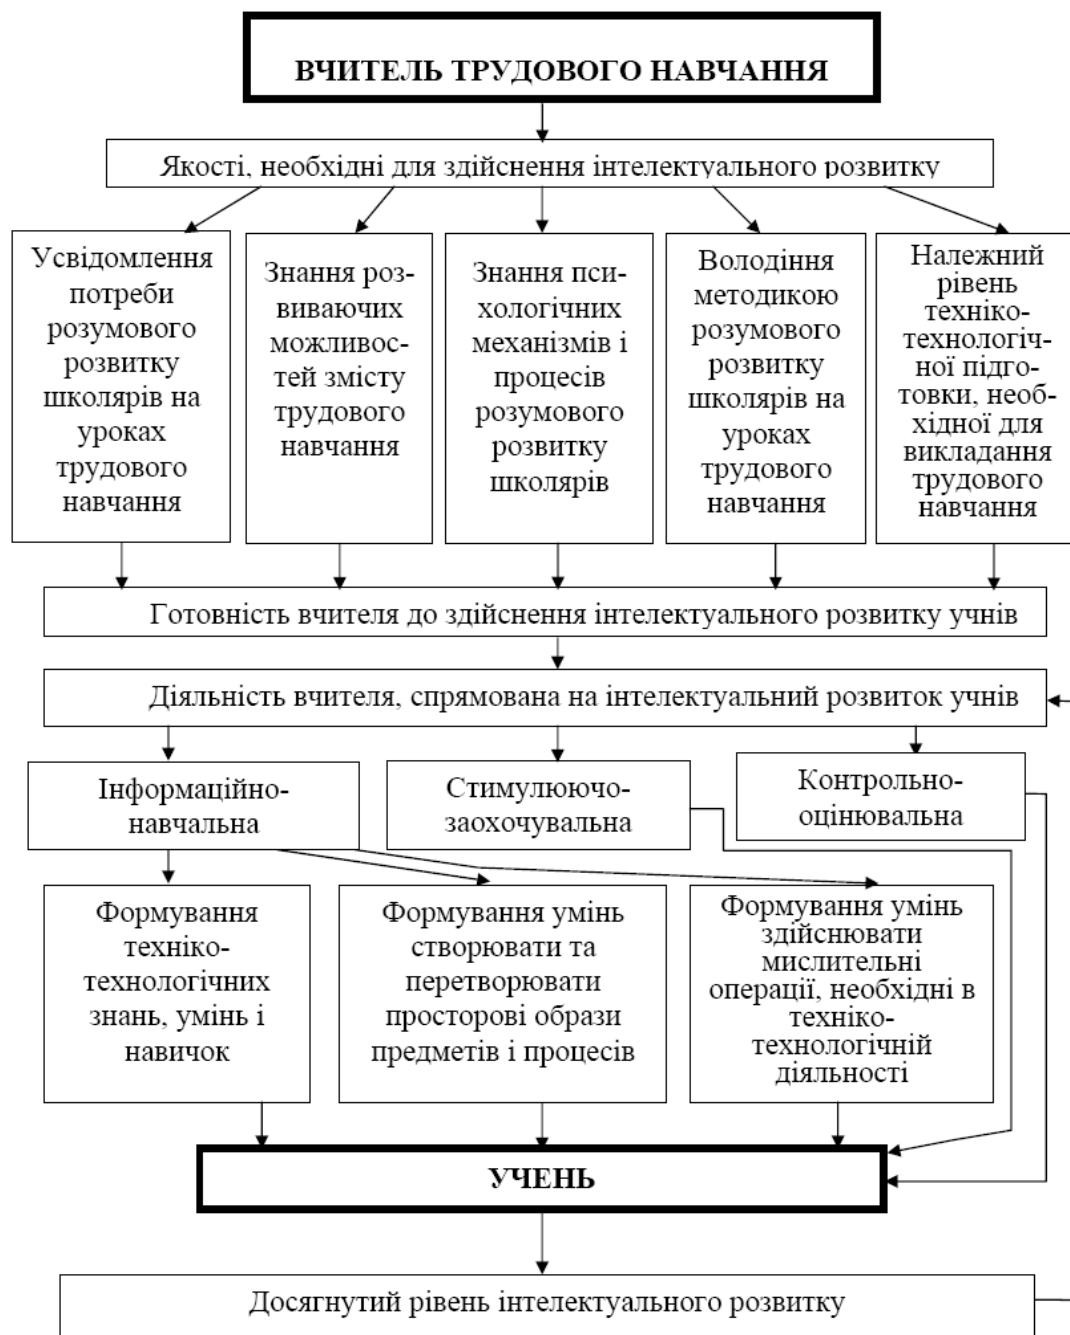 ВЧИТЕЛЬ ТРУДОВОГО НАВЧАННЯ
Якості, необхідні для здійснення інтелектуального розвитку
Усвідомлення
потреби
розумового
розвитку
школярів на
уроках
трудового
навчання
Знання роз-
виваючих
можливос-
тей змісту
трудового
навчання
Знання пси-
хологічних
механізмів і
процесів
розумового
розвитку
школярів
Володіння
методикою
розумового
розвитку
школярів на
уроках
трудового
навчання
Належний
рівень
техніко-
технологіч-
ної підго-
товки, необ-
хідної для
викладання
трудового
навчання
Готовність вчителя до здійснення інтелектуального розвитку учнів
Діяльність вчителя, спрямована на інтелектуальний розвиток учнів
Інформаційно-
навчальна
Стимулюючо-
заохочувальна
Контрольно-
оцінювальна
Формування
техніко-
технологічних
знань, умінь і
навичок
Формування умінь
створювати та
перетворювати
просторові образи
предметів і процесів
Формування умінь
здійснювати
мислительні
операції, необхідні в
техніко-
технологічній
діяльності
УЧЕНЬ
Досягнутий рівень інтелектуального розвитку